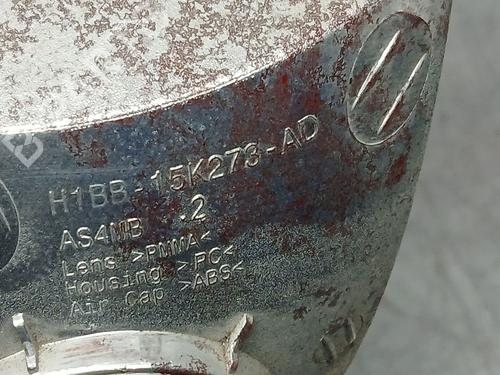 H1BB-15K273-AD
AS4MB .2
Lens >PMMA<
Housing >PC<
Air Cap >ABS<